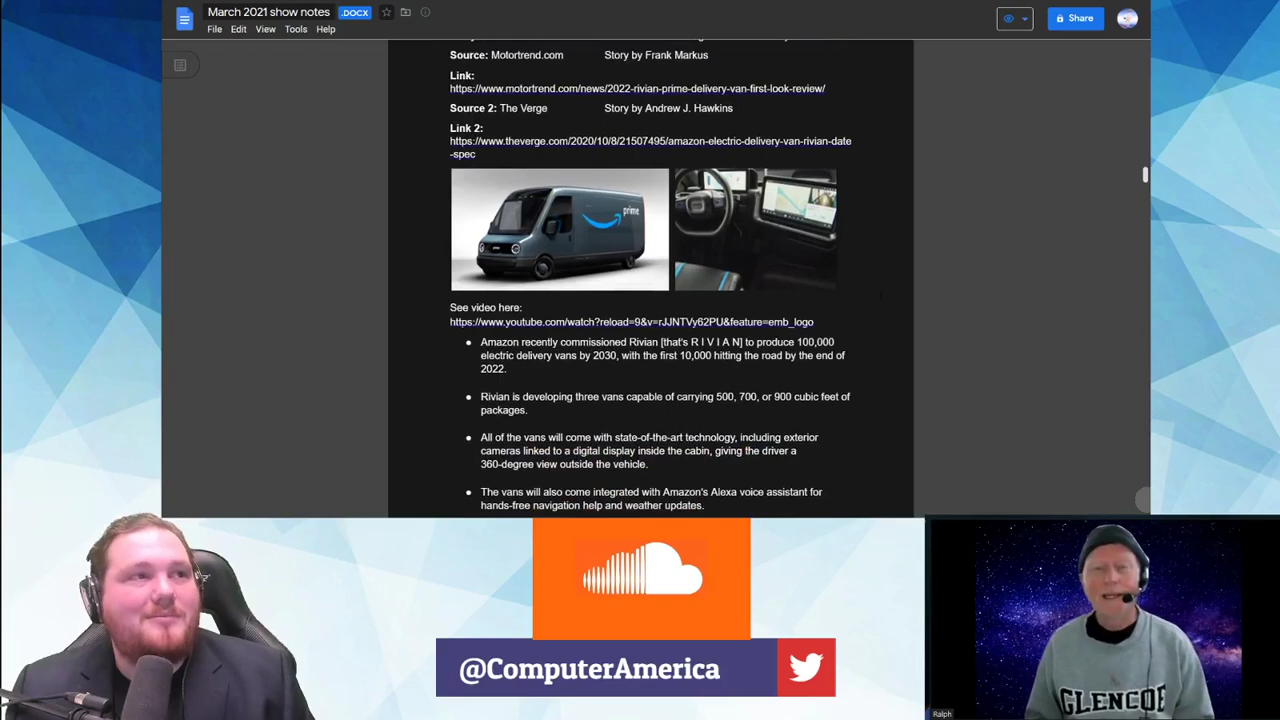 March 2021 show notes .DOCX
File Edit View Tools Help
Share
Source: Motortrend.com Story by Frank Markus
Link:
https://www.motortrend.com/news/2022-rivian-prime-delivery-van-first-look-review/
Source 2: The Verge Story by Andrew J. Hawkins
Link 2:
https://www.theverge.com/2020/10/8/21507495/amazon-electric-delivery-van-rivian-date
-spec
prime
See video here:
https://www.youtube.com/watch?reload=9&v=rJJNTVy62PU&feature=emb_logo
● Amazon recently commissioned Rivian [that's R I V I A N] to produce 100,000
electric delivery vans by 2030, with the first 10,000 hitting the road by the end of
2022.
● Rivian is developing three vans capable of carrying 500, 700, or 900 cubic feet of
packages.
● All of the vans will come with state-of-the-art technology, including exterior
cameras linked to a digital display inside the cabin, giving the driver a
360-degree view outside the vehicle.
● The vans will also come integrated with Amazon's Alexa voice assistant for
hands-free navigation help and weather updates.
@ComputerAmerica
GLENCOE
Ralph